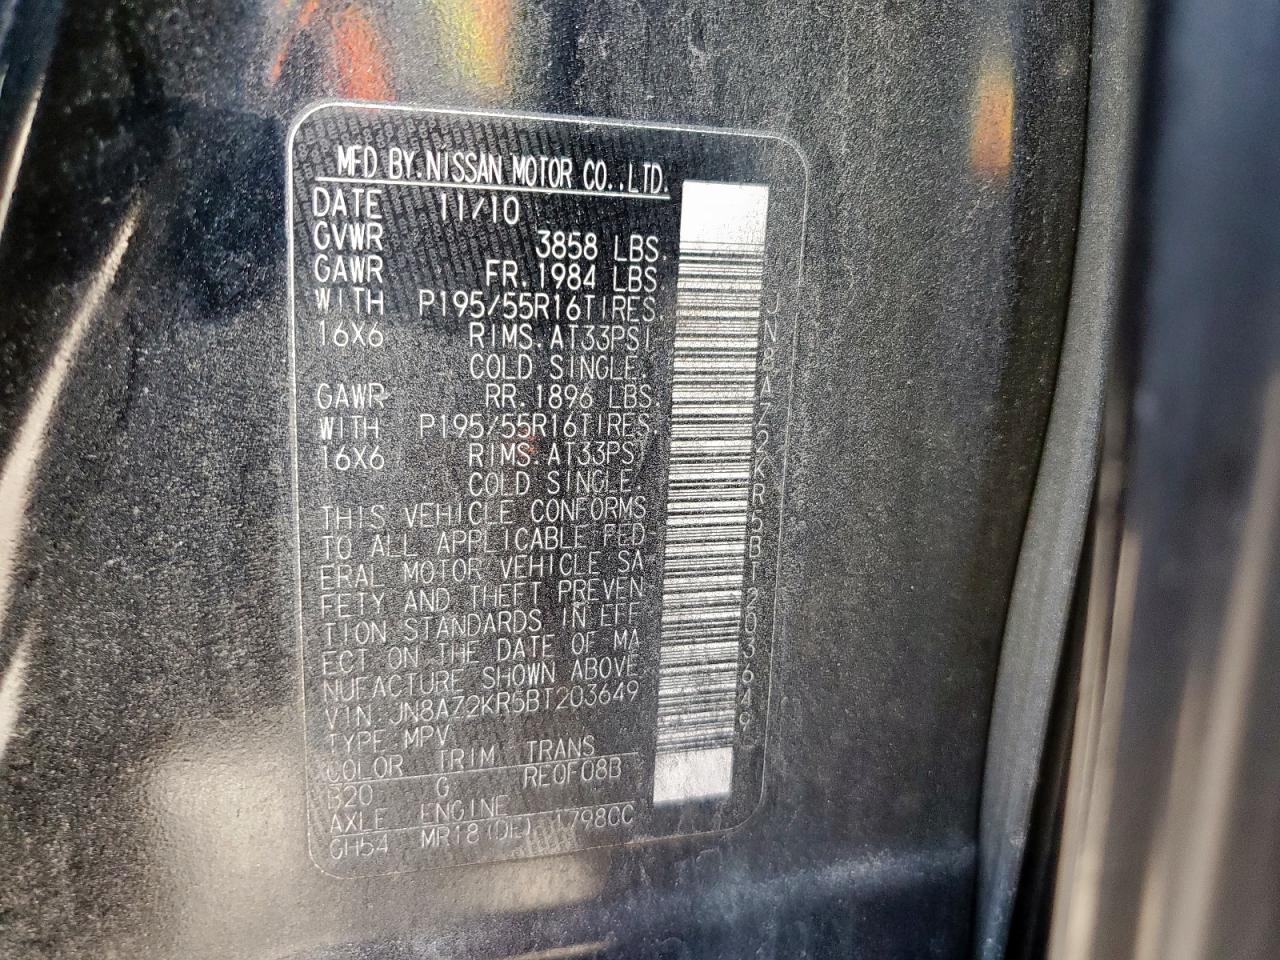 MFD BY.NISSAN MOTOR CO.,LTD.
DATE 11/10
GVWR 3858 LBS.
GAWR FR.1984 LBS
WITH P195/55R16TIRES.
16X6 RIMS.AT33PSI
COLD SINGLE.
GAWR RR.1896 LBS.
WITH P195/55R16TIRES.
16X6 RIMS.AT33PSI
COLD SINGLE.
THIS VEHICLE CONFORMS
TO ALL APPLICABLE FED
ERAL MOTOR VEHICLE SA
FETY AND THEFT PREVEN
TION STANDARDS IN EFF
ECT ON THE DATE OF MA
NUFACTURE SHOWN ABOVE
VIN.JN8AZ2KR5BT203649
TYPE MPV
COLOR TRIM TRANS
B20 G RE0F08B
AXLE ENGINE
GH54 MR18(DE) 1798CC
JN8AZ2KR5BT203649